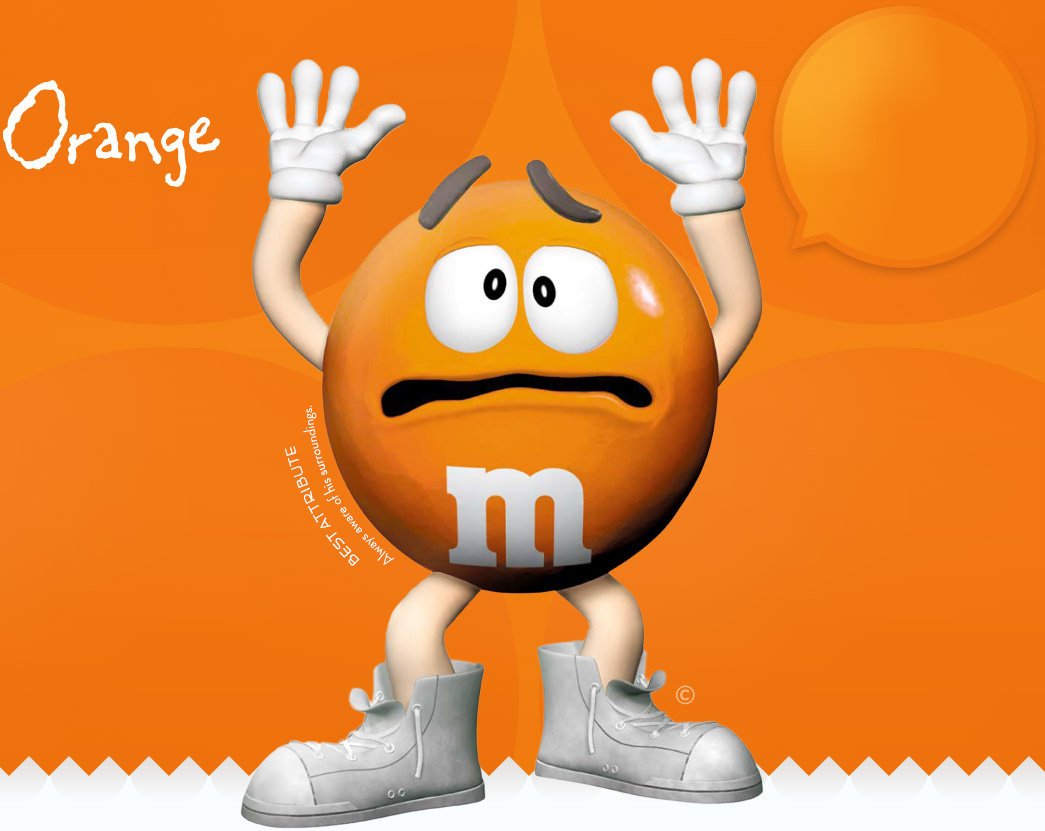 Orange
BEST ATTRIBUTE
Always aware of his surroundings.
m
©